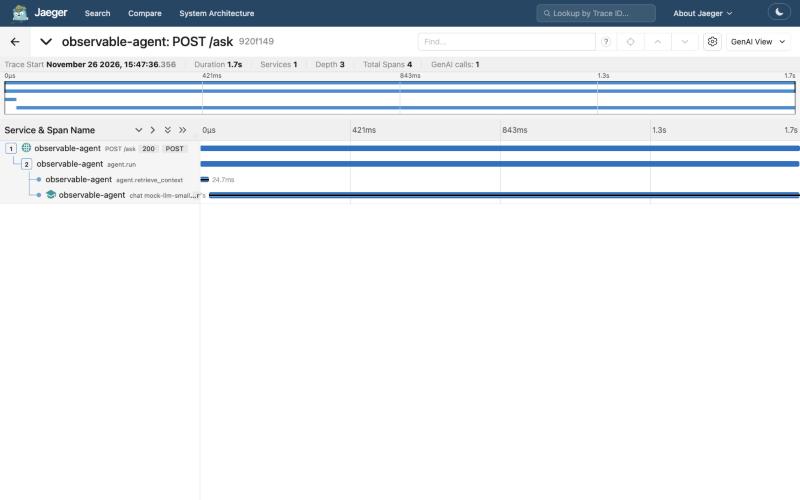 Jaeger Search Compare System Architecture Lookup by Trace ID... About Jaeger
observable-agent: POST /ask 920f149 Find... ? GenAI View
Trace Start November 26 2026, 15:47:36.356 Duration 1.7s Services 1 Depth 3 Total Spans 4 GenAI calls: 1
0μs 421ms 843ms 1.3s 1.7s
Service & Span Name 0μs 421ms 843ms 1.3s 1.7s
1 observable-agent POST /ask 200 POST
2 observable-agent agent.run
observable-agent agent.retrieve_context 24.7ms
observable-agent chat mock-llm-small...